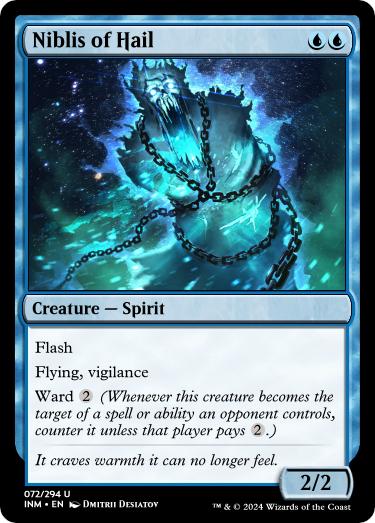 Niblis of Hail
Creature — Spirit
Flash
Flying, vigilance
Ward 2 (Whenever this creature becomes the
target of a spell or ability an opponent controls,
counter it unless that player pays 2.)
It craves warmth it can no longer feel.
2/2
072/294 U
INM • EN Dmitrii Desiatov
™ & © 2024 Wizards of the Coast